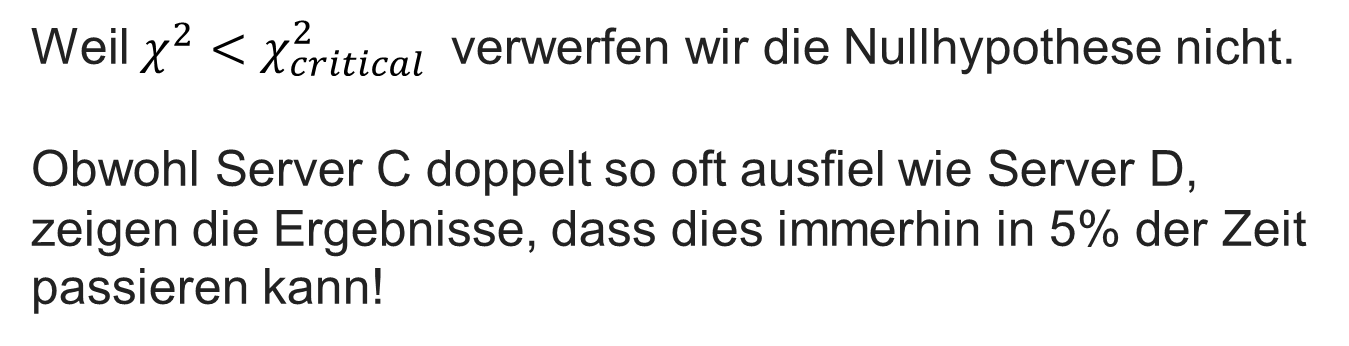 Weil χ² < χ²critical verwerfen wir die Nullhypothese nicht.
Obwohl Server C doppelt so oft ausfiel wie Server D,
zeigen die Ergebnisse, dass dies immerhin in 5% der Zeit
passieren kann!